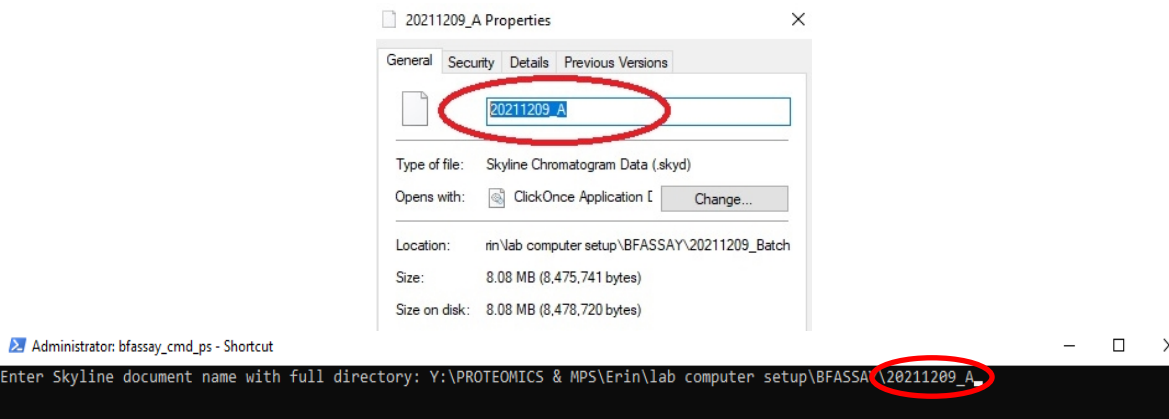 20211209_A Properties
General Security Details Previous Versions
20211209_A
Type of file: Skyline Chromatogram Data (.skyd)
Opens with: ClickOnce Application D Change...
Location: rin\lab computer setup\BFASSAY\20211209_Batch
Size: 8.08 MB (8,475,741 bytes)
Size on disk: 8.08 MB (8,478,720 bytes)
Administrator: bfassay_cmd_ps - Shortcut
Enter Skyline document name with full directory: Y:\PROTEOMICS & MPS\Erin\lab computer setup\BFASSAY\20211209_A